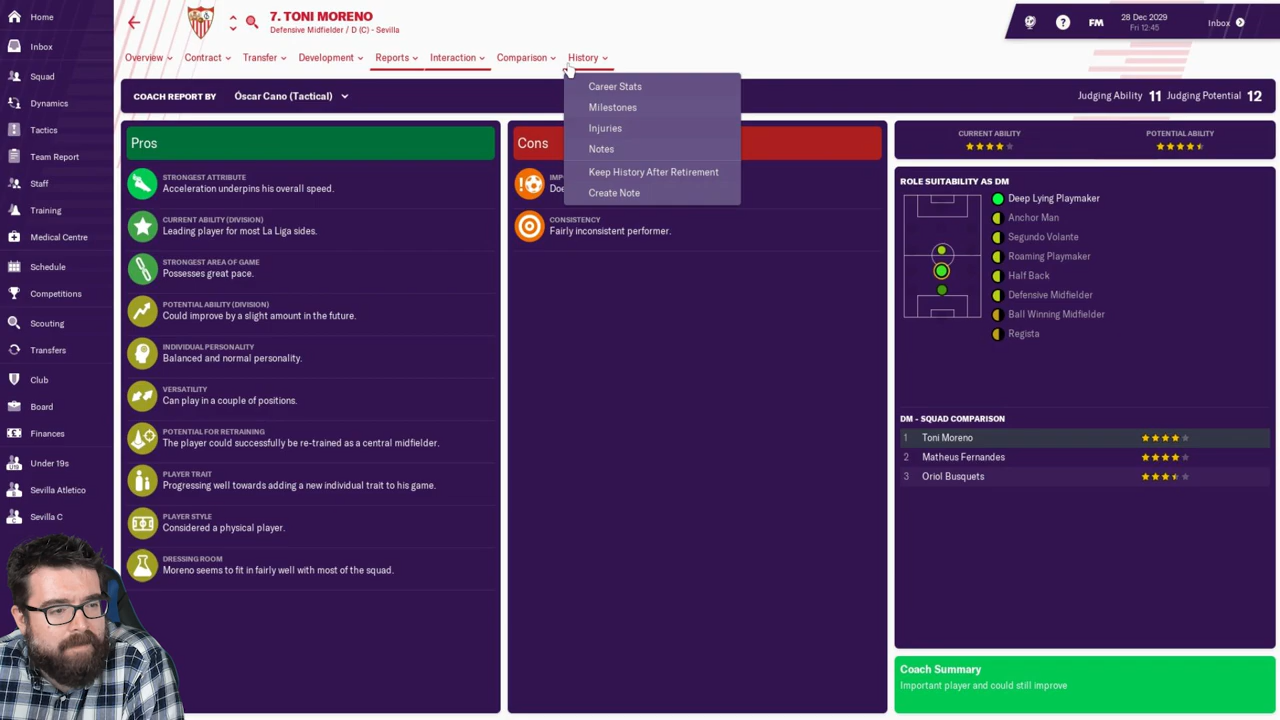 7. TONI MORENO
Defensive Midfielder / D (C) - Sevilla
FM
28 Dec 2029
Fri 12:45
Inbox
Home
Inbox
Squad
Dynamics
Tactics
Team Report
Staff
Training
Medical Centre
Schedule
Competitions
Scouting
Transfers
Club
Board
Finances
Under 19s
Sevilla Atletico
Sevilla C
Overview
Contract
Transfer
Development
Reports
Interaction
Comparison
History
Career Stats
Milestones
Injuries
Notes
Keep History After Retirement
Create Note
COACH REPORT BY Óscar Cano (Tactical)
Judging Ability 11 Judging Potential 12
Pros
STRONGEST ATTRIBUTE
Acceleration underpins his overall speed.
CURRENT ABILITY (DIVISION)
Leading player for most La Liga sides.
STRONGEST AREA OF GAME
Possesses great pace.
POTENTIAL ABILITY (DIVISION)
Could improve by a slight amount in the future.
INDIVIDUAL PERSONALITY
Balanced and normal personality.
VERSATILITY
Can play in a couple of positions.
POTENTIAL FOR RETRAINING
The player could successfully be re-trained as a central midfielder.
PLAYER TRAIT
Progressing well towards adding a new individual trait to his game.
PLAYER STYLE
Considered a physical player.
DRESSING ROOM
Moreno seems to fit in fairly well with most of the squad.
Cons
CONSISTENCY
Fairly inconsistent performer.
CURRENT ABILITY
POTENTIAL ABILITY
ROLE SUITABILITY AS DM
Deep Lying Playmaker
Anchor Man
Segundo Volante
Roaming Playmaker
Half Back
Defensive Midfielder
Ball Winning Midfielder
Regista
DM - SQUAD COMPARISON
1 Toni Moreno
2 Matheus Fernandes
3 Oriol Busquets
Coach Summary
Important player and could still improve